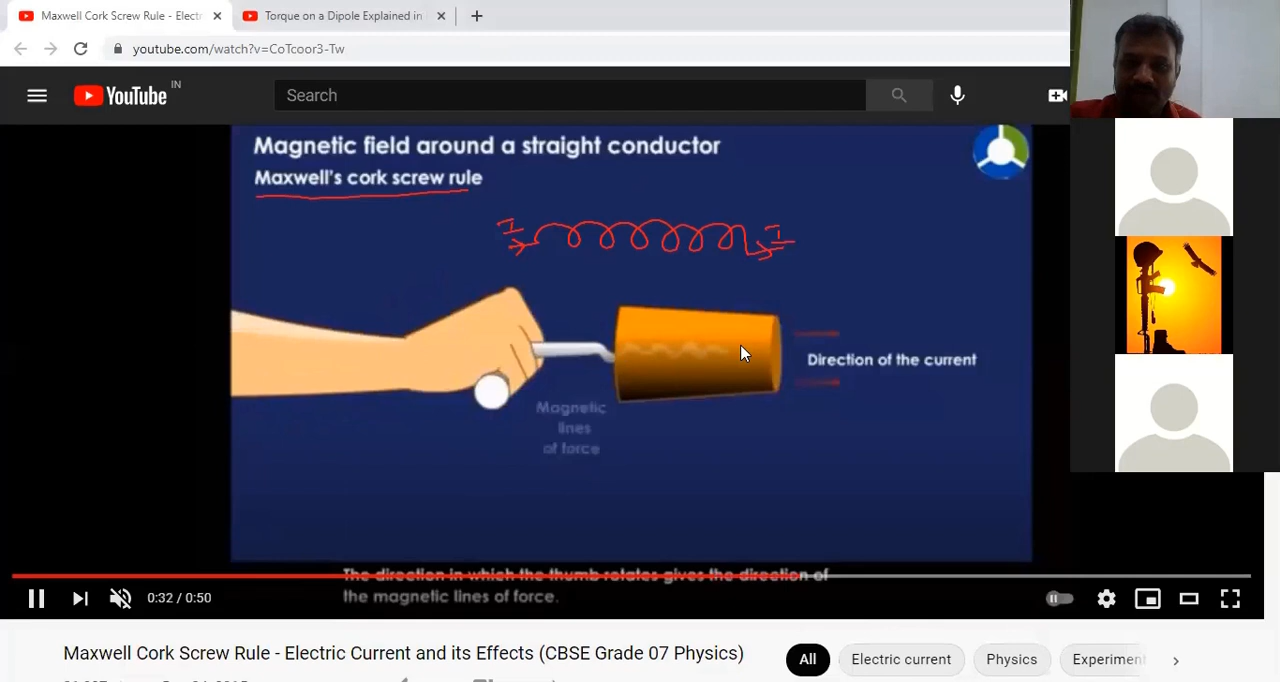 Maxwell Cork Screw Rule - Electr
Torque on a Dipole Explained in
youtube.com/watch?v=CoTcoor3-Tw
YouTube IN
Search
Magnetic field around a straight conductor
Maxwell's cork screw rule
I I
Direction of the current
Magnetic
lines
of force
The direction in which the thumb rotates gives the direction of
the magnetic lines of force.
0:32 / 0:50
Maxwell Cork Screw Rule - Electric Current and its Effects (CBSE Grade 07 Physics)
All Electric current Physics Experiment